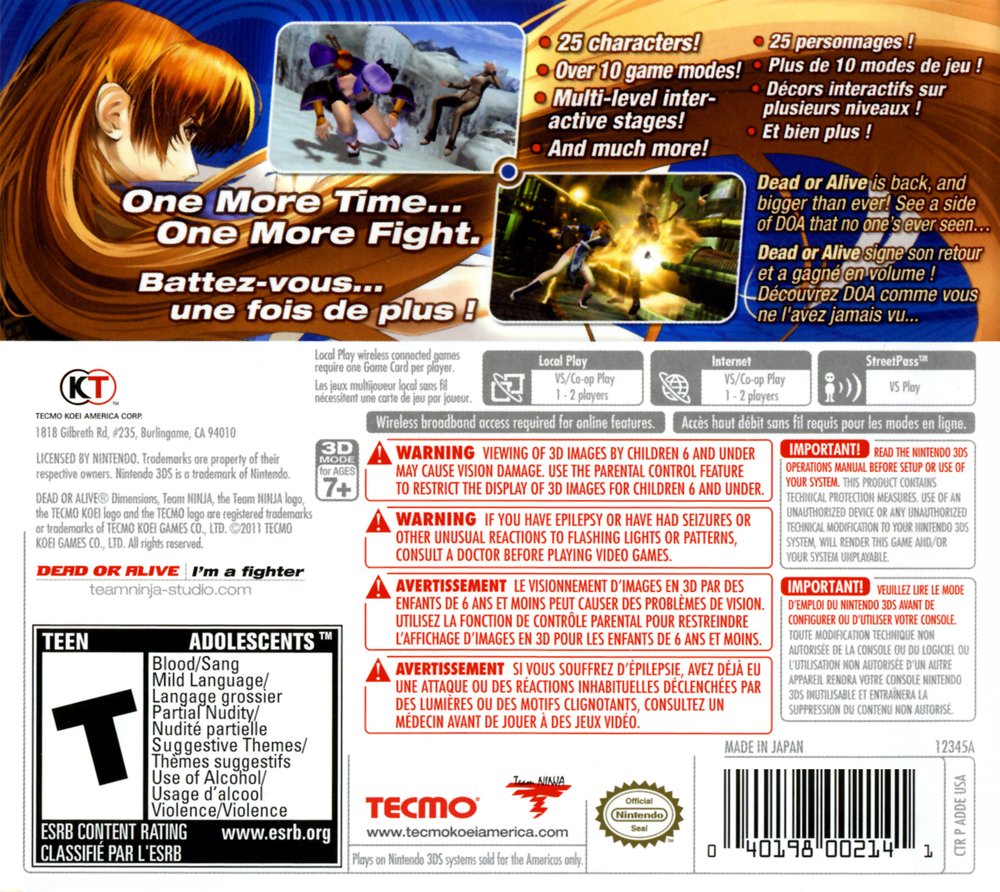 • 25 characters!
• Over 10 game modes!
• Multi-level inter-
active stages!
• And much more!
• 25 personnages !
• Plus de 10 modes de jeu !
• Décors interactifs sur
plusieurs niveaux !
• Et bien plus !
One More Time...
One More Fight.
Battez-vous...
une fois de plus !
Dead or Alive is back, and
bigger than ever! See a side
of DOA that no one's ever seen...
Dead or Alive signe son retour
et a gagné en volume !
Découvrez DOA comme vous
ne l'avez jamais vu...
KT™
TECMO KOEI AMERICA CORP.
1818 Gilbreth Rd, #235, Burlingame, CA 94010
LICENSED BY NINTENDO. Trademarks are property of their
respective owners. Nintendo 3DS is a trademark of Nintendo.
DEAD OR ALIVE® Dimensions, Team NINJA, the Team NINJA logo,
the TECMO KOEI logo and the TECMO logo are registered trademarks
or trademarks of TECMO KOEI GAMES CO., LTD. ©2011 TECMO
KOEI GAMES CO., LTD. All rights reserved.
DEAD OR ALIVE | I'm a fighter
teamninja-studio.com
Local Play wireless connected games
require one Game Card per player.
Les jeux multijoueur local sans fil
nécessitent une carte de jeu par joueur.
Local Play
VS/Co-op Play
1 - 2 players
Internet
VS/Co-op Play
1 - 2 players
StreetPass™
VS Play
Wireless broadband access required for online features.
Accès haut débit sans fil requis pour les modes en ligne.
3D
MODE
for AGES
7+
WARNING VIEWING OF 3D IMAGES BY CHILDREN 6 AND UNDER
MAY CAUSE VISION DAMAGE. USE THE PARENTAL CONTROL FEATURE
TO RESTRICT THE DISPLAY OF 3D IMAGES FOR CHILDREN 6 AND UNDER.
WARNING IF YOU HAVE EPILEPSY OR HAVE HAD SEIZURES OR
OTHER UNUSUAL REACTIONS TO FLASHING LIGHTS OR PATTERNS,
CONSULT A DOCTOR BEFORE PLAYING VIDEO GAMES.
AVERTISSEMENT LE VISIONNEMENT D'IMAGES EN 3D PAR DES
ENFANTS DE 6 ANS ET MOINS PEUT CAUSER DES PROBLÈMES DE VISION.
UTILISEZ LA FONCTION DE CONTRÔLE PARENTAL POUR RESTREINDRE
L'AFFICHAGE D'IMAGES EN 3D POUR LES ENFANTS DE 6 ANS ET MOINS.
AVERTISSEMENT SI VOUS SOUFFREZ D'ÉPILEPSIE, AVEZ DÉJÀ EU
UNE ATTAQUE OU DES RÉACTIONS INHABITUELLES DÉCLENCHÉES PAR
DES LUMIÈRES OU DES MOTIFS CLIGNOTANTS, CONSULTEZ UN
MÉDECIN AVANT DE JOUER À DES JEUX VIDÉO.
IMPORTANT! READ THE NINTENDO 3DS
OPERATIONS MANUAL BEFORE SETUP OR USE OF
YOUR SYSTEM. THIS PRODUCT CONTAINS
TECHNICAL PROTECTION MEASURES. USE OF AN
UNAUTHORIZED DEVICE OR ANY UNAUTHORIZED
TECHNICAL MODIFICATION TO YOUR NINTENDO 3DS
SYSTEM, WILL RENDER THIS GAME AND/OR
YOUR SYSTEM UNPLAYABLE.
IMPORTANT! VEUILLEZ LIRE LE MODE
D'EMPLOI DU NINTENDO 3DS AVANT DE
CONFIGURER OU D'UTILISER VOTRE CONSOLE.
TOUTE MODIFICATION TECHNIQUE NON
AUTORISÉE DE LA CONSOLE OU DU LOGICIEL OU
L'UTILISATION NON AUTORISÉE D'UN AUTRE
APPAREIL RENDRA VOTRE CONSOLE NINTENDO
3DS INUTILISABLE ET ENTRAÎNERA LA
SUPPRESSION DU CONTENU NON AUTORISÉ.
TEEN ADOLESCENTS™
T
Blood/Sang
Mild Language/
Langage grossier
Partial Nudity/
Nudité partielle
Suggestive Themes/
Thèmes suggestifs
Use of Alcohol/
Usage d'alcool
Violence/Violence
ESRB CONTENT RATING www.esrb.org
CLASSIFIÉ PAR L'ESRB
TECMO®
Team NINJA
www.tecmokoeiamerica.com
Plays on Nintendo 3DS systems sold for the Americas only.
Official
Nintendo
Seal
MADE IN JAPAN 12345A
0 40198 00214 1
CTR P ADDE USA